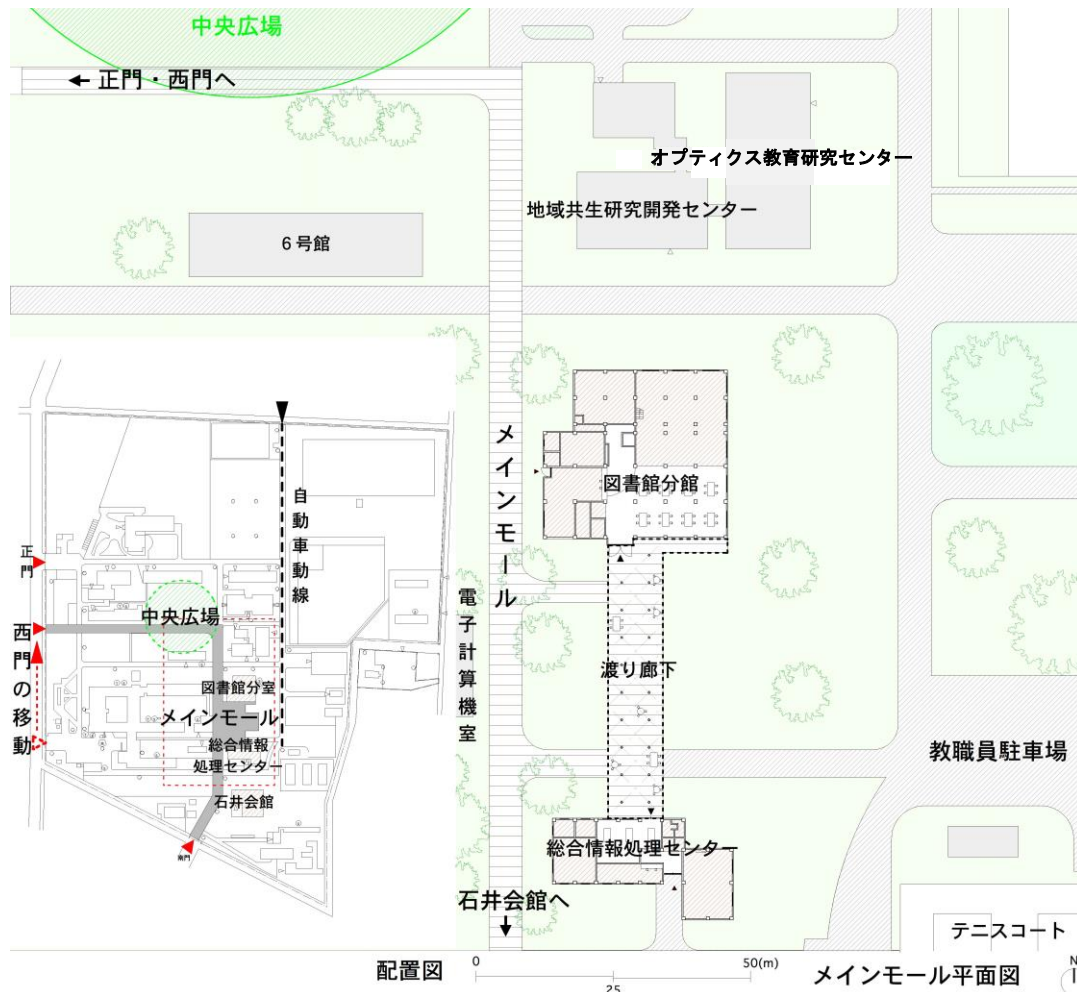 中央広場
← 正門・西門へ
オプティクス教育研究センター
地域共生研究開発センター
6号館
メインモール
図書館分館
自動車動線
正門
中央広場
西門の移動
図書館分室
メインモール
総合情報
処理センター
石井会館
南門
電子計算機室
渡り廊下
教職員駐車場
総合情報処理センター
石井会館へ
テニスコート
配置図
0
25
50(m)
メインモール平面図
N